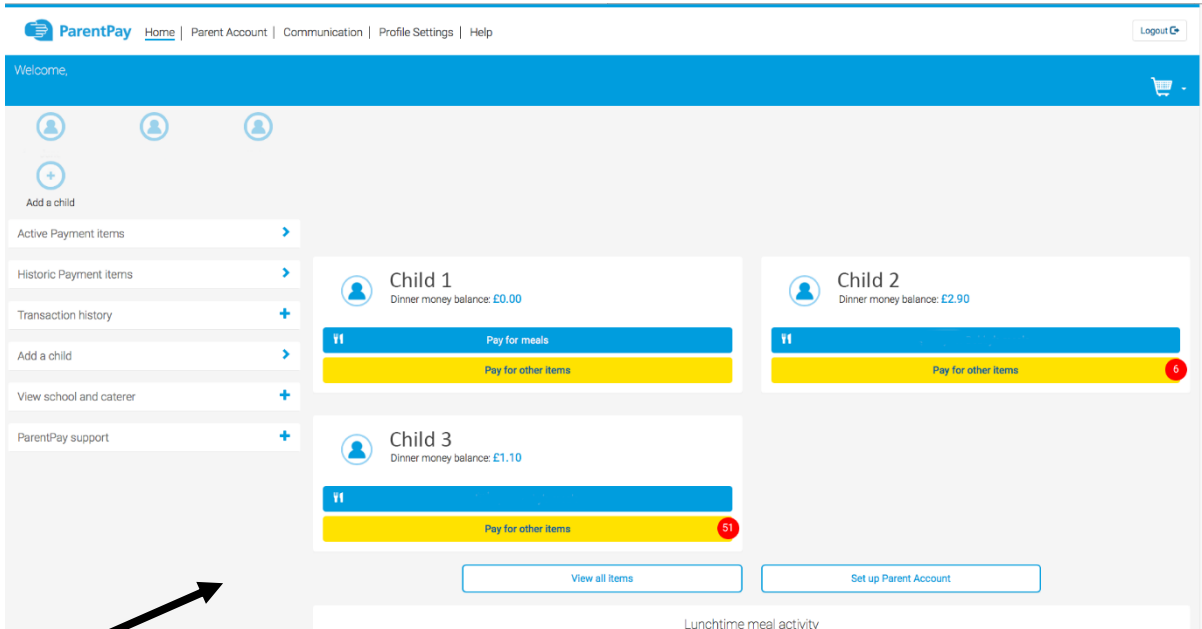 ParentPay Home | Parent Account | Communication | Profile Settings | Help
Logout
Welcome,
Add a child
Active Payment items
Historic Payment items
Transaction history
Add a child
View school and caterer
ParentPay support
Child 1
Dinner money balance: £0.00
Pay for meals
Pay for other items
Child 2
Dinner money balance: £2.90
Pay for other items
6
Child 3
Dinner money balance: £1.10
Pay for other items
51
View all items
Set up Parent Account
Lunchtime meal activity